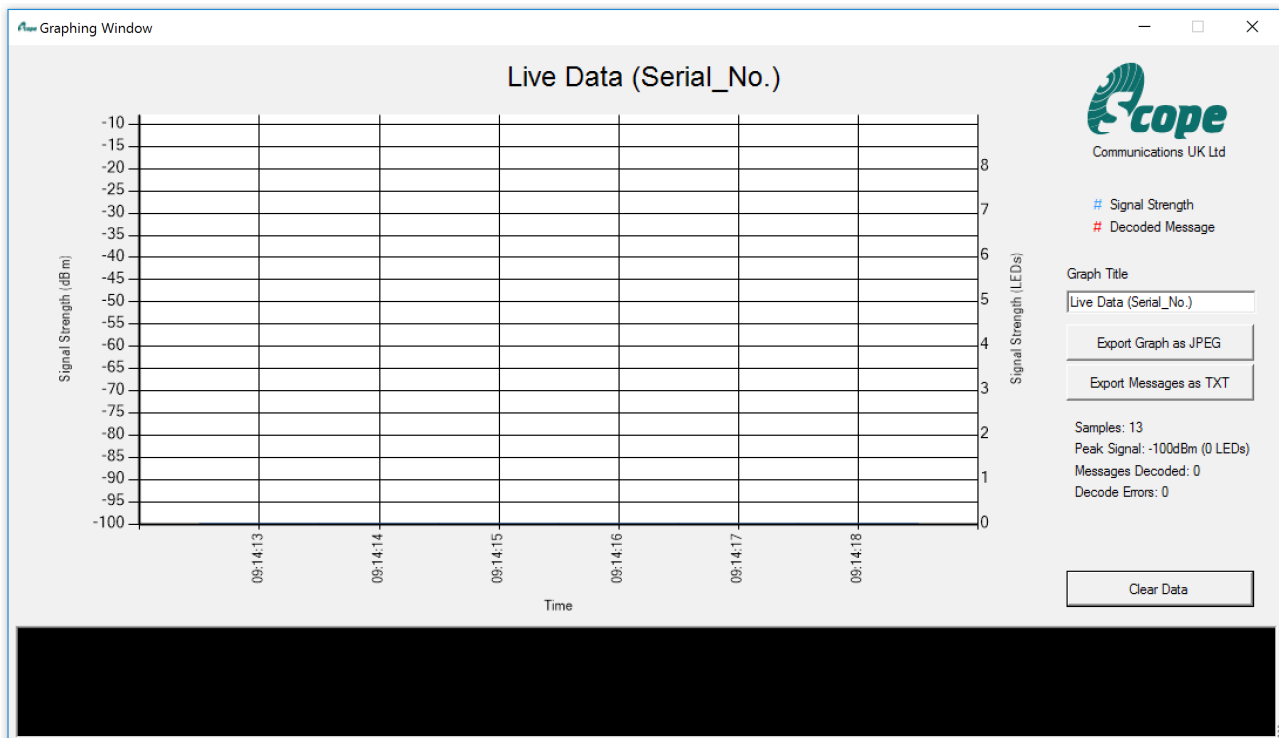 Scope Graphing Window
Live Data (Serial_No.)
Scope
Communications UK Ltd
# Signal Strength
# Decoded Message
Graph Title
Live Data (Serial_No.)
Export Graph as JPEG
Export Messages as TXT
Samples: 13
Peak Signal: -100dBm (0 LEDs)
Messages Decoded: 0
Decode Errors: 0
Clear Data
Signal Strength (dBm)
-10
-15
-20
-25
-30
-35
-40
-45
-50
-55
-60
-65
-70
-75
-80
-85
-90
-95
-100
8
7
6
5
4
3
2
1
0
Signal Strength (LEDs)
09:14:13
09:14:14
09:14:15
09:14:16
09:14:17
09:14:18
Time